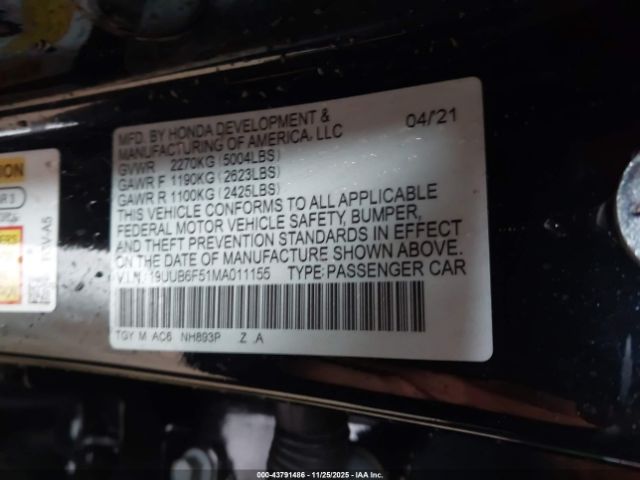 MFD. BY HONDA DEVELOPMENT &
MANUFACTURING OF AMERICA, LLC
04/'21
GVWR 2270KG (5004LBS)
GAWR F 1190KG (2623LBS)
GAWR R 1100KG (2425LBS)
THIS VEHICLE CONFORMS TO ALL APPLICABLE
FEDERAL MOTOR VEHICLE SAFETY, BUMPER,
AND THEFT PREVENTION STANDARDS IN EFFECT
ON THE DATE OF MANUFACTURE SHOWN ABOVE.
V.I.N.: 19UUB6F51MA011155 TYPE: PASSENGER CAR
TGY M AC6 NH893P Z .A
TGV-A5
000-43791486 - 11/25/2025 - IAA Inc.